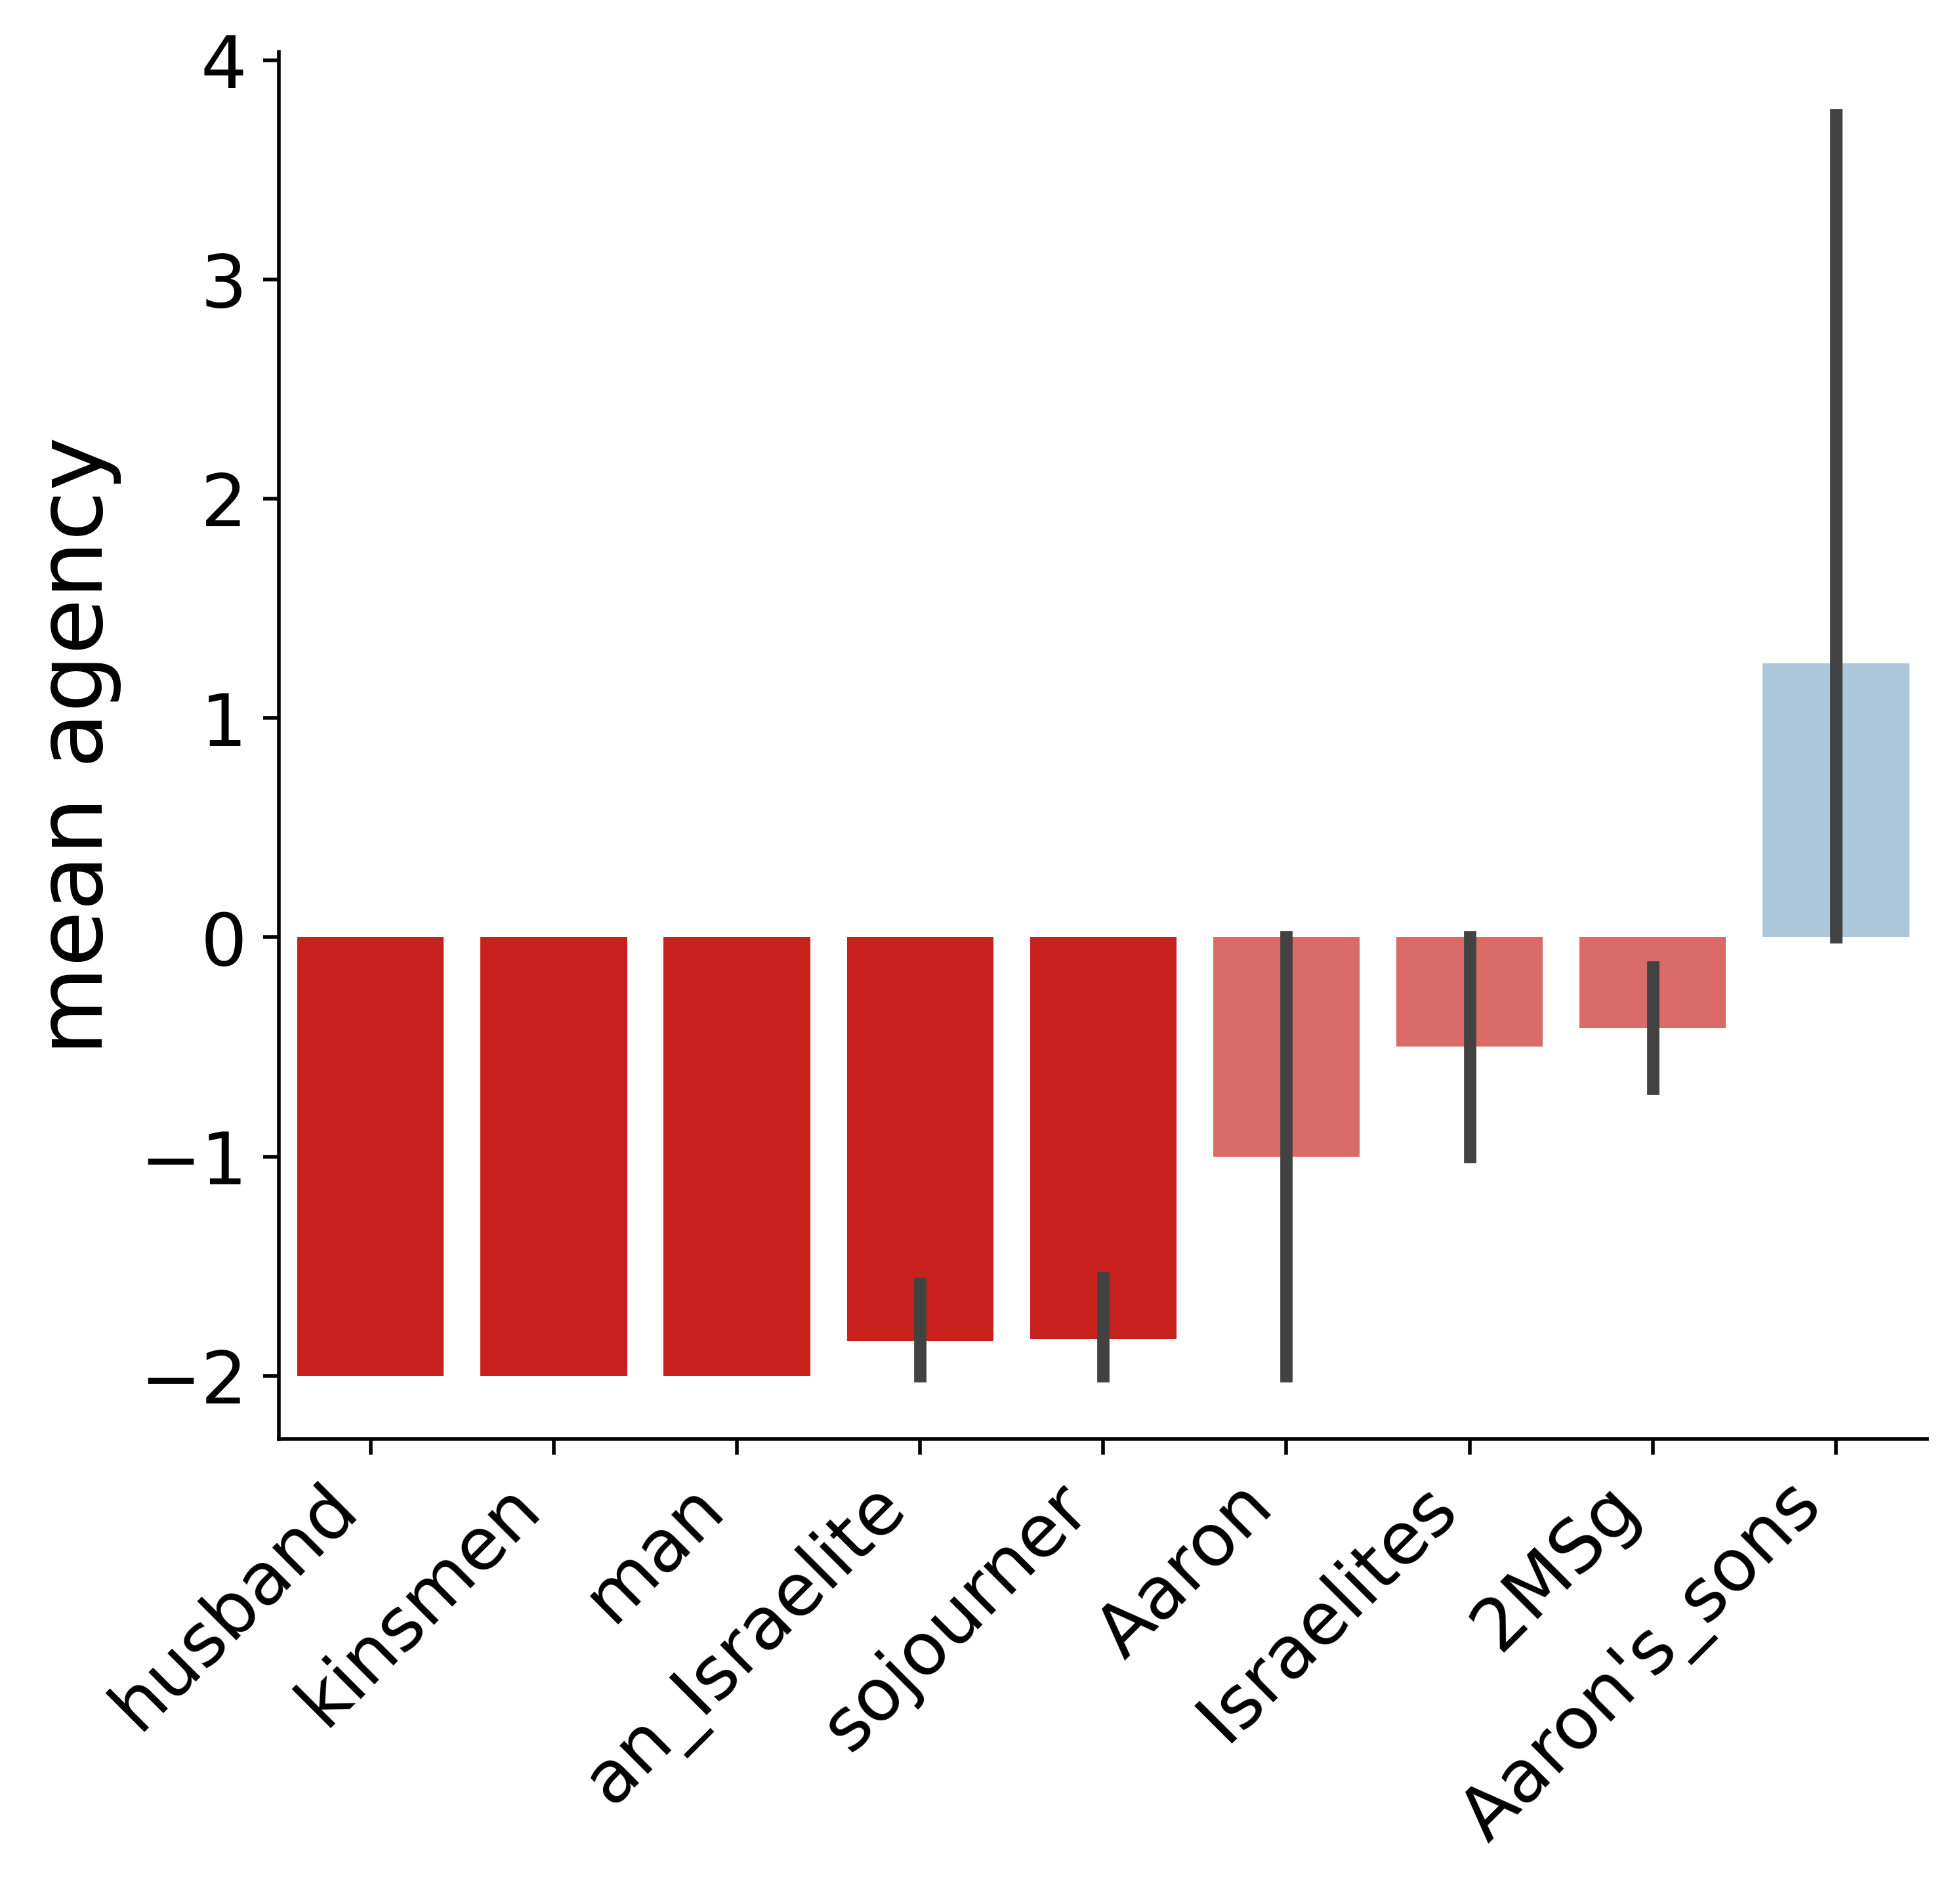 mean agency
4
3
2
1
0
−1
−2
husband
kinsmen
man
an_Israelite
sojourner
Aaron
Israelites
2Msg
Aaron's_sons